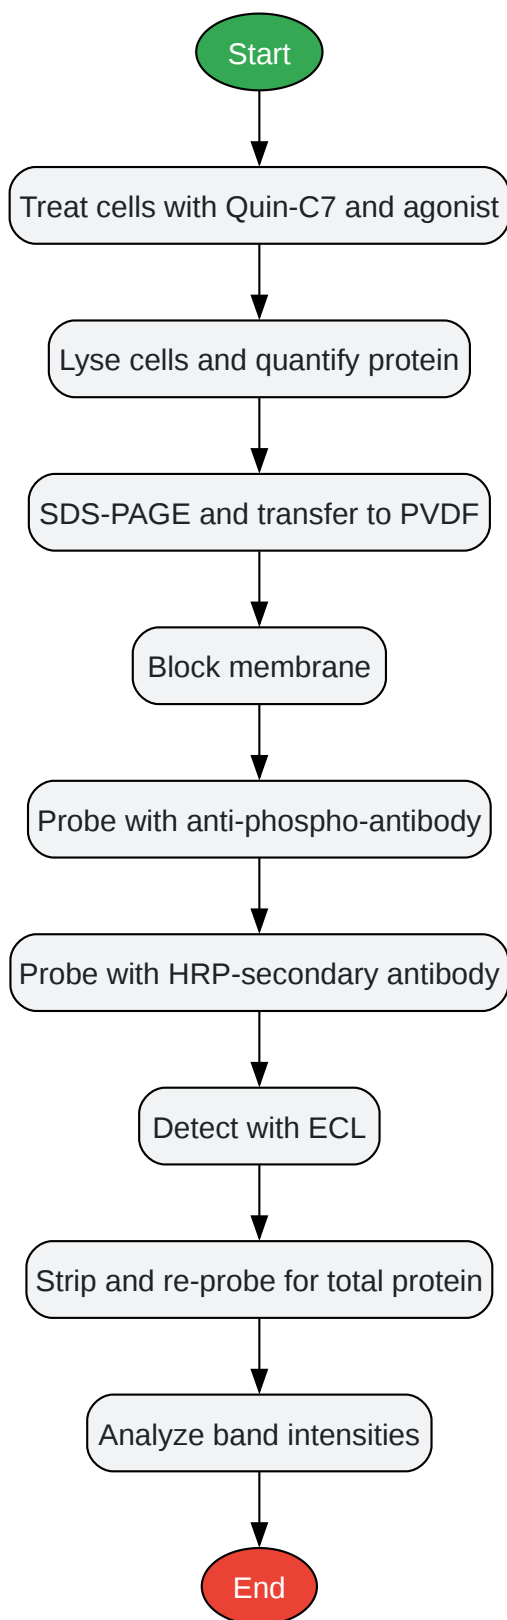 Start
Treat cells with Quin-C7 and agonist
Lyse cells and quantify protein
SDS-PAGE and transfer to PVDF
Block membrane
Probe with anti-phospho-antibody
Probe with HRP-secondary antibody
Detect with ECL
Strip and re-probe for total protein
Analyze band intensities
End